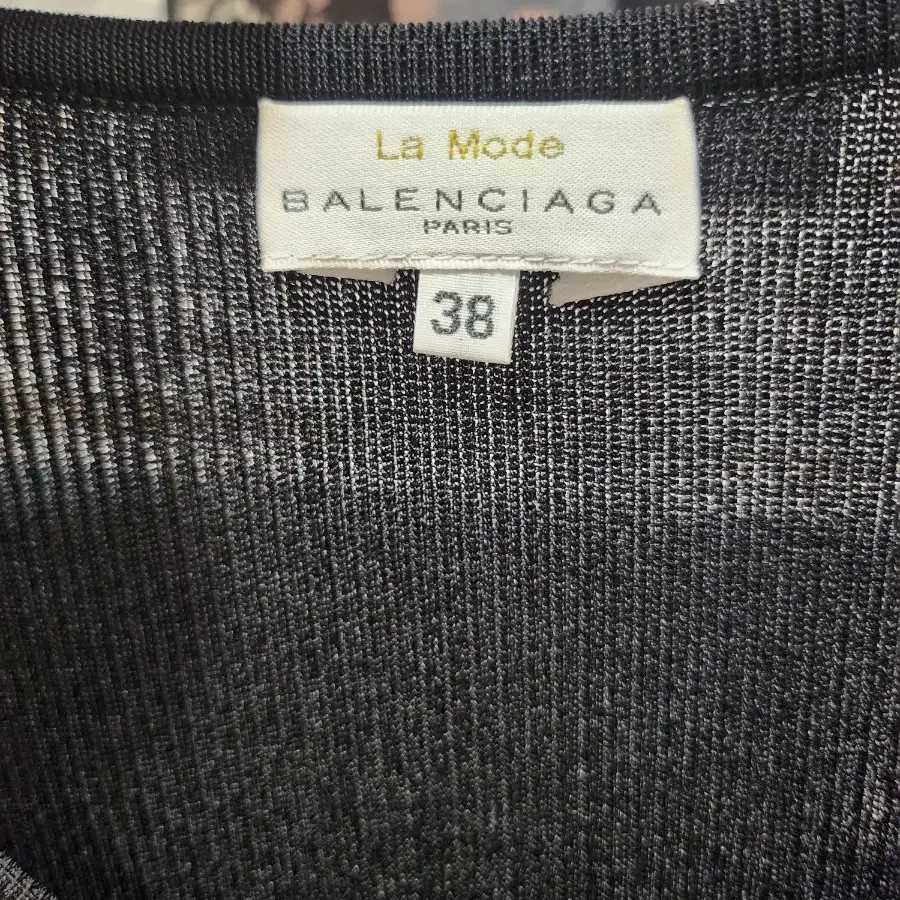 La Mode
BALENCIAGA
PARIS
38